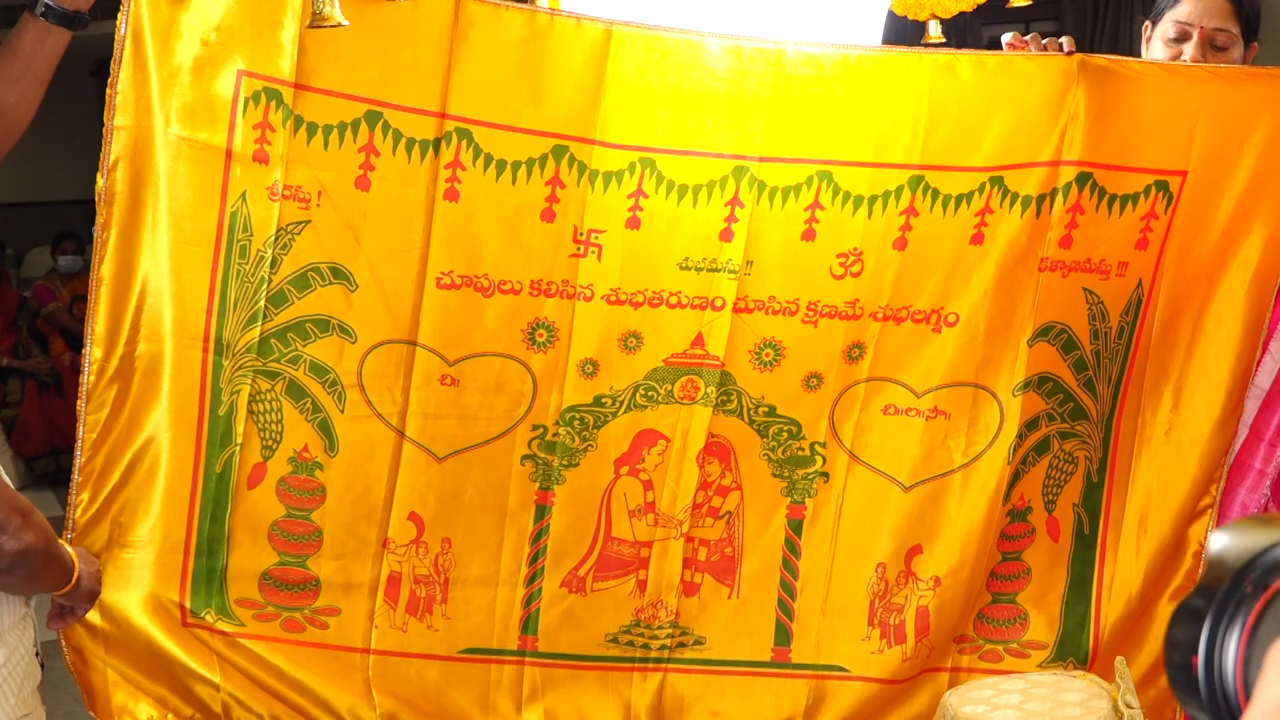 శ్రీరస్తు !
శుభమస్తు !!
కళ్యాణమస్తు !!!
ॐ
చూపులు కలిసిన శుభతరుణం చూసిన క్షణమే శుభలగ్నం
చి॥
చి॥ల॥సౌ॥